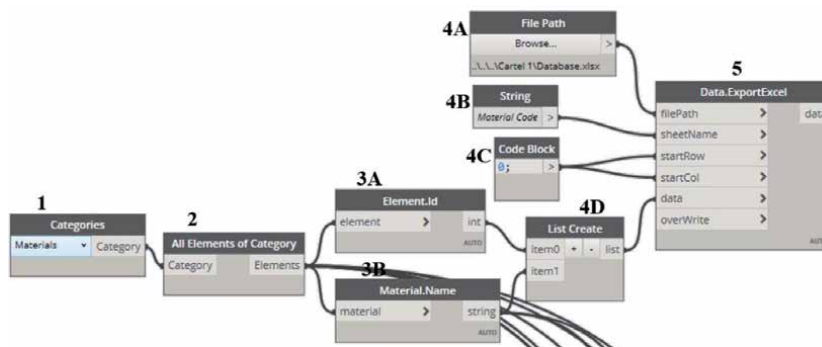 4A
File Path
Browse... >
..\..\..\Cartel 1\Database.xlsx
4B
String
Material Code >
4C
Code Block
0; >
5
Data.ExportExcel
filePath > data
sheetName >
startRow >
startCol >
data >
overWrite >
AUTO
1
Categories
Materials Category
2
All Elements of Category
Category Elements
3A
Element.Id
element > int
AUTO
3B
Material.Name
material > string
AUTO
4D
List Create
item0 + - list
item1